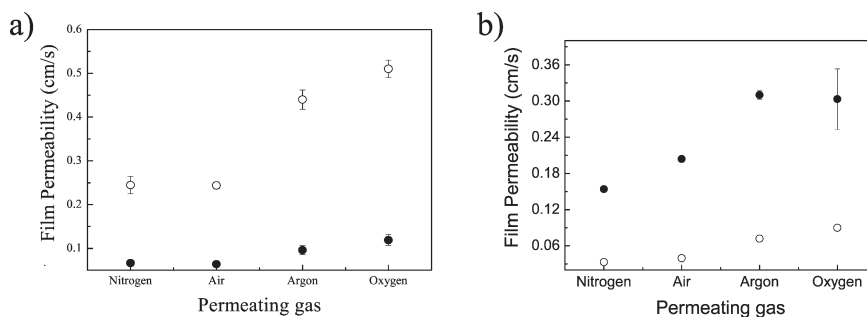 a)
Film Permeability (cm/s)
0.6
0.5
0.4
0.3
0.2
0.1
Nitrogen Air Argon Oxygen
Permeating gas
b)
Film Permeability (cm/s)
0.36
0.30
0.24
0.18
0.12
0.06
Nitrogen Air Argon Oxygen
Permeating gas